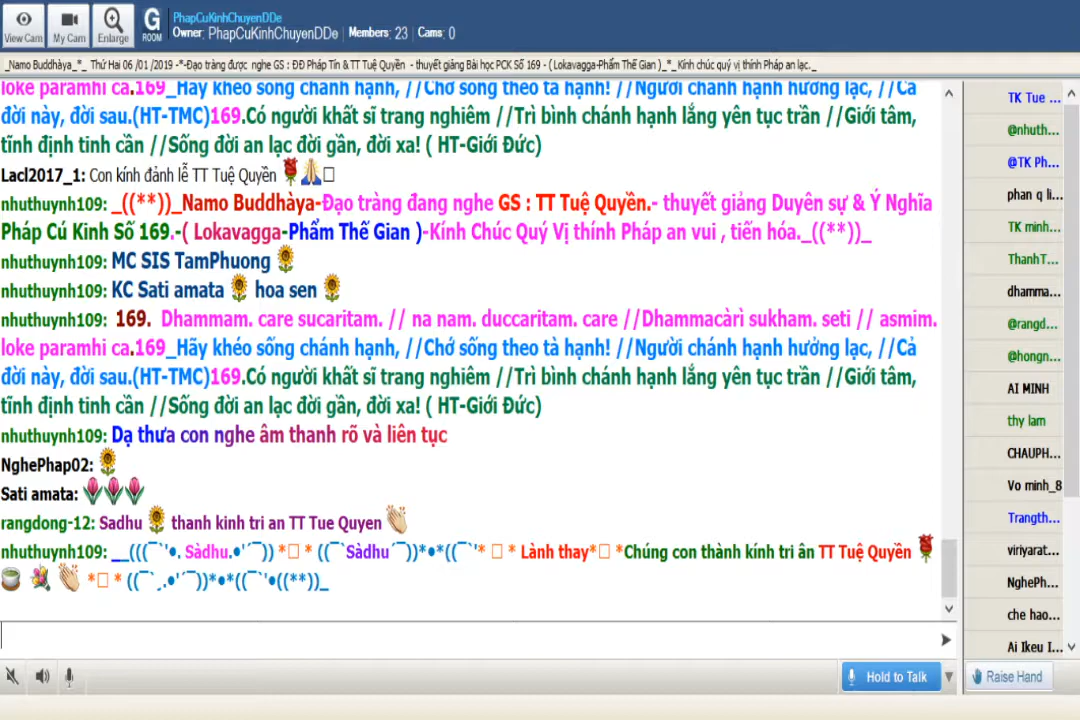 View Cam My Cam Enlarge G ROOM
PhapCuKinhChuyenDDe
Owner: PhapCuKinhChuyenDDe | Members: 23 | Cams: 0
_Namo Buddhàya_*_ Thứ Hai 06 /01 /2019 -*-Đạo tràng được nghe GS : ĐĐ Pháp Tín & TT Tuệ Quyền - thuyết giảng Bài học PCK Số 169 - ( Lokavagga-Phẩm Thế Gian )_*_Kính chúc quý vị thính Pháp an lạc._
loke paramhi ca.169_Hãy khéo sống chánh hạnh, //Chớ sống theo tà hạnh! //Người chánh hạnh hưởng lạc, //Cả
đời này, đời sau.(HT-TMC)169.Có người khất sĩ trang nghiêm //Trì bình chánh hạnh lắng yên tục trần //Giới tâm,
tĩnh định tinh cần //Sống đời an lạc đời gần, đời xa! ( HT-Giới Đức)
Lacl2017_1: Con kính đảnh lễ TT Tuệ Quyền
nhuthuynh109: _((**))_Namo Buddhàya-Đạo tràng đang nghe GS : TT Tuệ Quyền.- thuyết giảng Duyên sự & Ý Nghĩa
Pháp Cú Kinh Số 169.-( Lokavagga-Phẩm Thế Gian )-Kính Chúc Quý Vị thính Pháp an vui , tiến hóa._((**))_
nhuthuynh109: MC SIS TamPhuong
nhuthuynh109: KC Sati amata hoa sen
nhuthuynh109: 169. Dhammam. care sucaritam. // na nam. duccaritam. care //Dhammacàrì sukham. seti // asmim.
loke paramhi ca.169_Hãy khéo sống chánh hạnh, //Chớ sống theo tà hạnh! //Người chánh hạnh hưởng lạc, //Cả
đời này, đời sau.(HT-TMC)169.Có người khất sĩ trang nghiêm //Trì bình chánh hạnh lắng yên tục trần //Giới tâm,
tĩnh định tinh cần //Sống đời an lạc đời gần, đời xa! ( HT-Giới Đức)
nhuthuynh109: Dạ thưa con nghe âm thanh rõ và liên tục
NghePhap02:
Sati amata:
rangdong-12: Sadhu thanh kinh tri an TT Tue Quyen
nhuthuynh109: __(((¯`'•. Sàdhu.•'´¯)) *□ * ((¯`Sàdhu´¯))*•*((¯`'* □ * Lành thay*□ *Chúng con thành kính tri ân TT Tuệ Quyền
*□ * ((¯`¸.•'´¯))*•*((¯`'•((**))_
Hold to Talk
TK Tue ...
@nhuth...
@TK Ph...
phan q li...
TK minh...
ThanhT...
dhamma...
@rangd...
@hongn...
AI MINH
thy lam
CHAUPH...
Vo minh_8
Trangth...
viriyarat...
NghePh...
che hao...
Ai Ikeu I...
Raise Hand